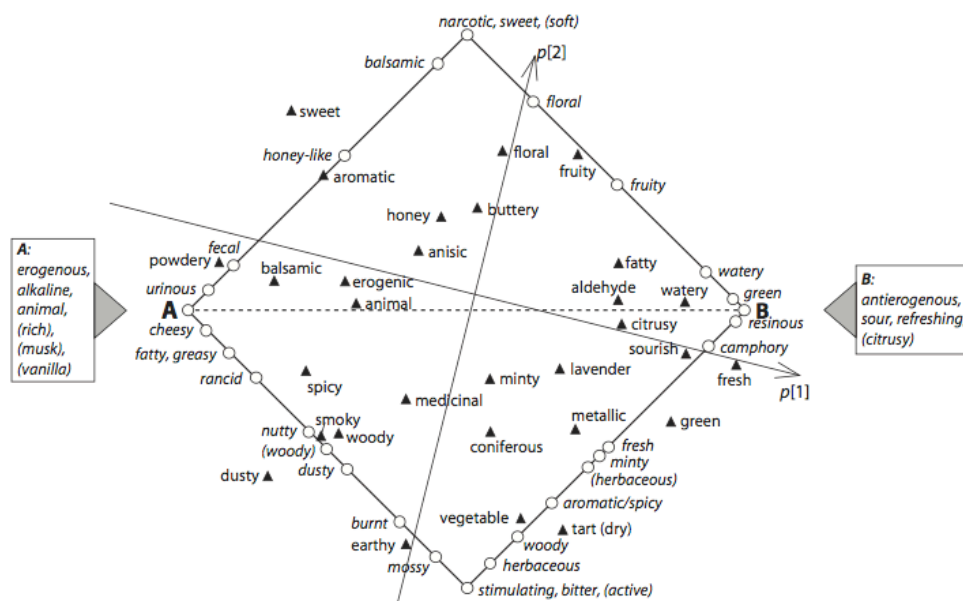 narcotic, sweet, (soft)
p[2]
balsamic
floral
sweet
floral
fruity
honey-like
aromatic
fruity
honey
buttery
anisic
fecal
powdery
balsamic
erogenic
fatty
watery
urinous
animal
aldehyde
watery
green
A:
erogenous,
alkaline,
animal,
(rich),
(musk),
(vanilla)
A
B
B:
antierogenous,
sour, refreshing,
(citrusy)
cheesy
citrusy
resinous
fatty, greasy
sourish
camphory
rancid
spicy
minty
lavender
fresh
p[1]
medicinal
smoky
nutty
(woody)
woody
coniferous
metallic
green
fresh
minty
(herbaceous)
dusty
dusty
aromatic/spicy
burnt
vegetable
tart (dry)
earthy
woody
mossy
herbaceous
stimulating, bitter, (active)